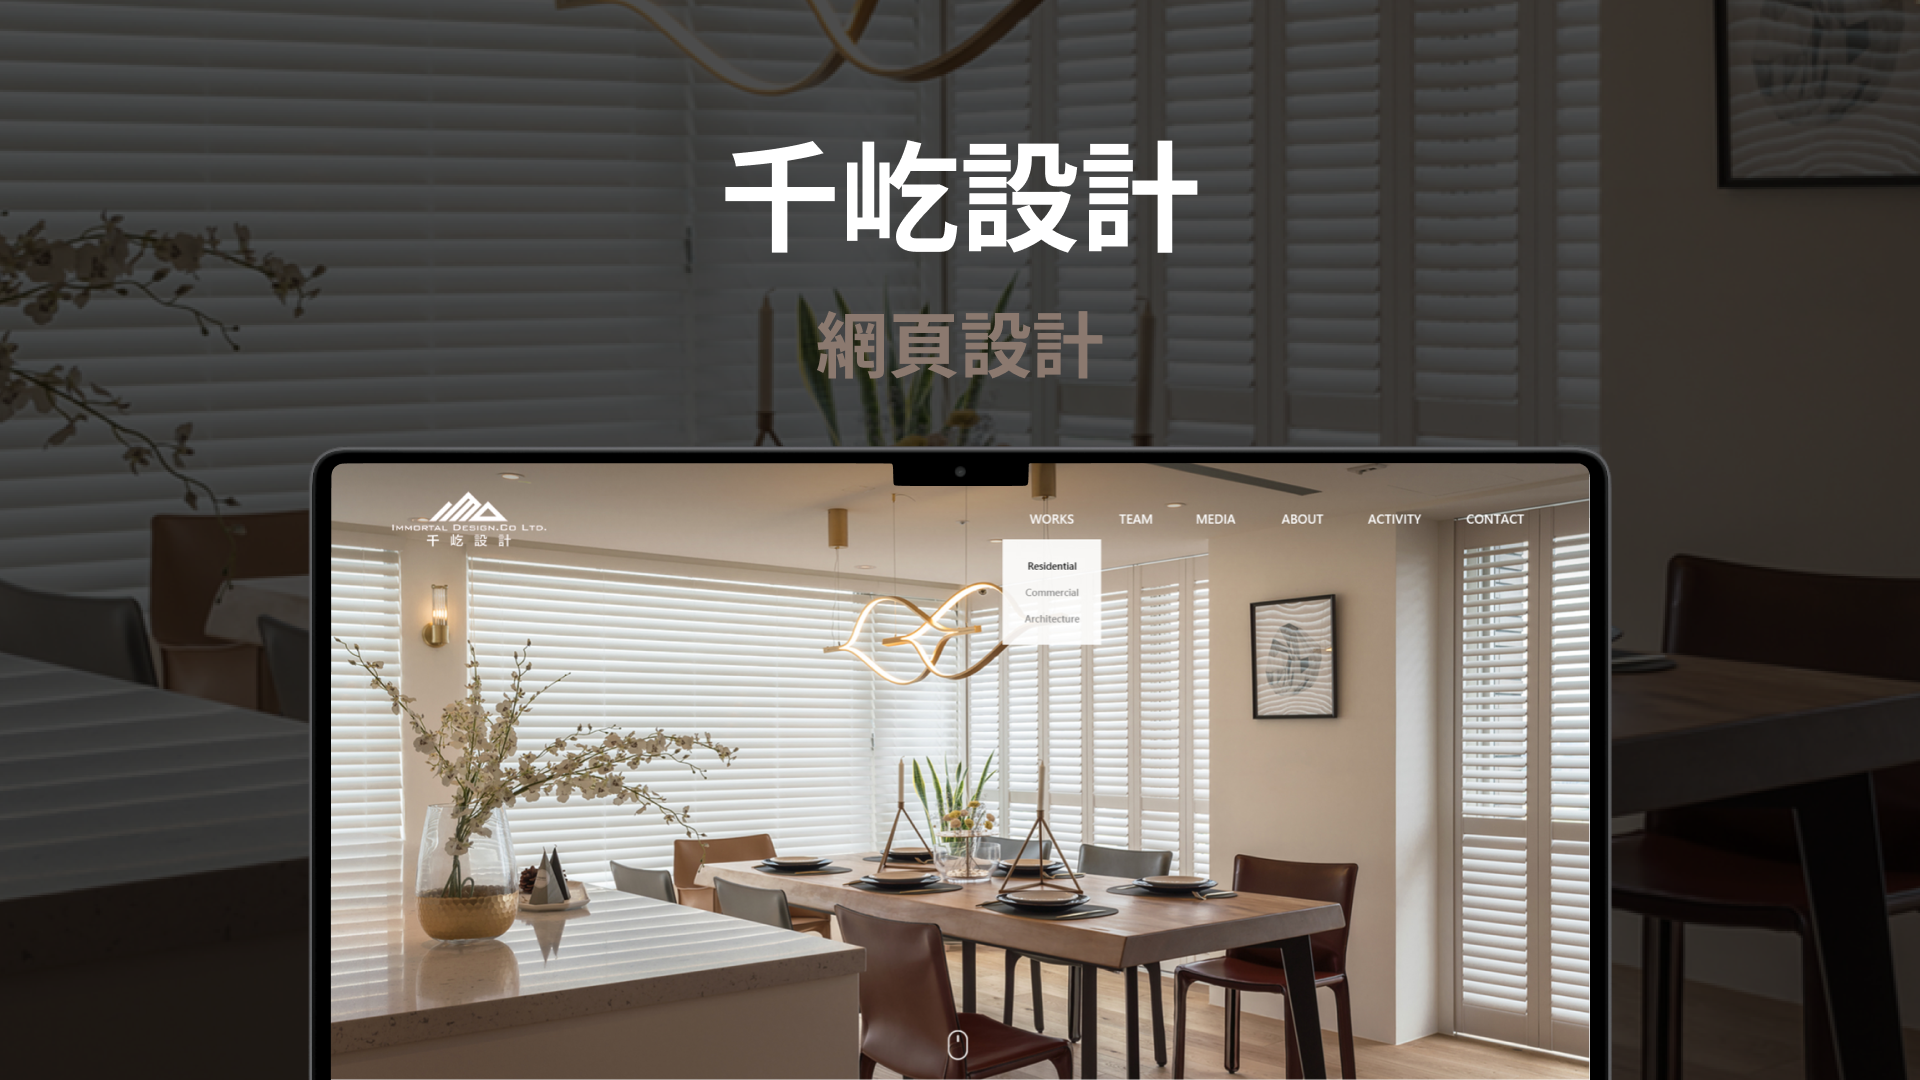 千屹設計
網頁設計
IMMORTAL DESIGN.CO LTD.
千屹設計
WORKS TEAM MEDIA ABOUT ACTIVITY CONTACT
Residential
Commercial
Architecture